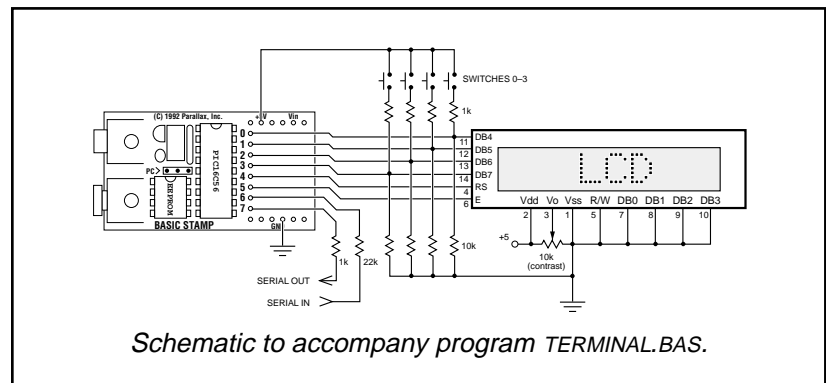 SWITCHES 0–3
1k
(C) 1992 Parallax, Inc.
+5V Vin
0
1
2
3
4
5
6
7
PIC16C56
PC>
EEPROM
BASIC STAMP
GN
DB4
DB5
DB6
DB7
RS
E
11
12
13
14
4
6
LCD
Vdd Vo Vss R/W DB0 DB1 DB2 DB3
2 3 1 5 7 8 9 10
+5
10k
(contrast)
1k
22k
10k
SERIAL OUT
SERIAL IN
Schematic to accompany program TERMINAL.BAS.